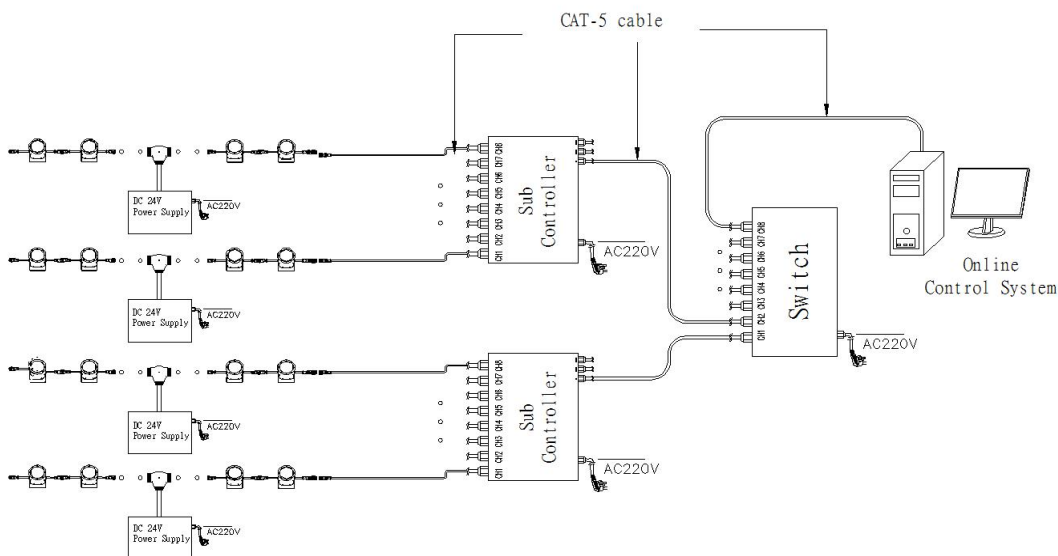 CAT-5 cable
DC 24V
Power Supply
AC220V
CH8
CH7
CH6
CH5
CH4
CH3
CH2
CH1
Sub
Controller
AC220V
DC 24V
Power Supply
AC220V
CH8
CH7
CH6
CH5
CH4
CH3
CH2
CH1
Switch
AC220V
Online
Control System
DC 24V
Power Supply
AC220V
CH8
CH7
CH6
CH5
CH4
CH3
CH2
CH1
Sub
Controller
AC220V
DC 24V
Power Supply
AC220V